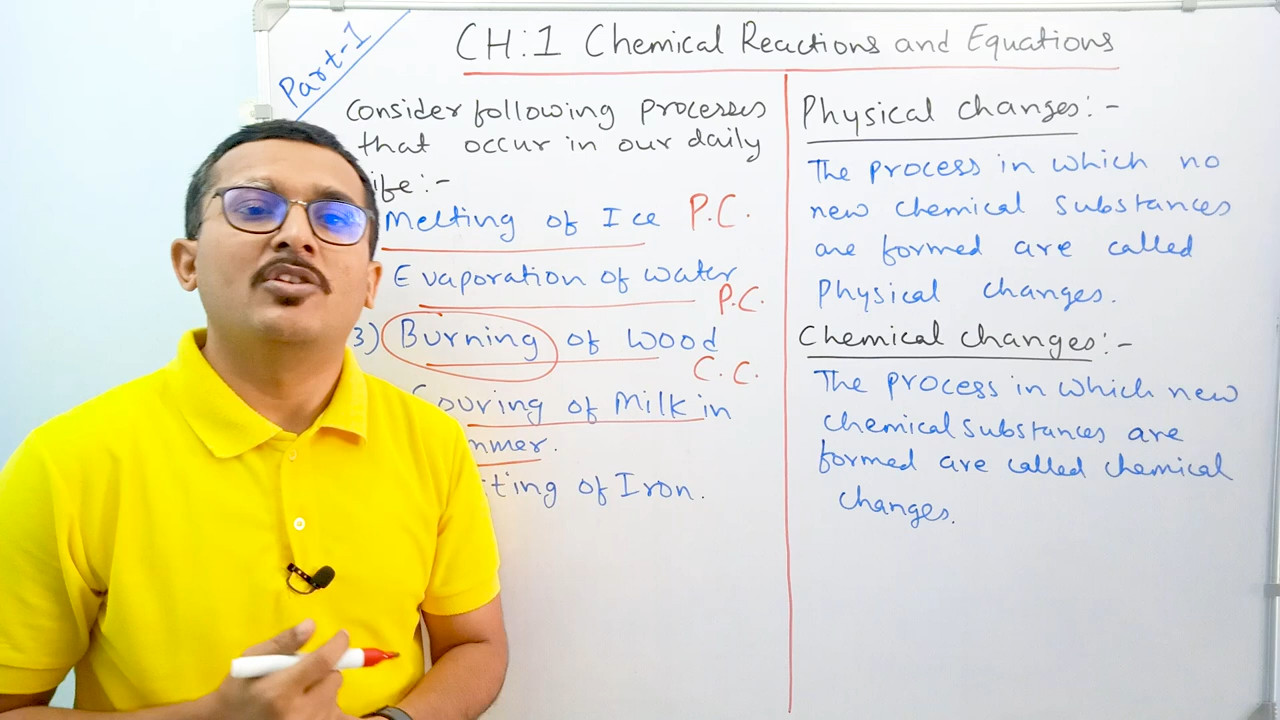 Part-1
CH:1 Chemical Reactions and Equations
Consider following processes
that occur in our daily
ife:-
Melting of Ice P.C.
Evaporation of water
P.C.
3) Burning of wood
C.C.
Souring of Milk in
mmer.
ting of Iron.
Physical changes:-
The process in which no
new chemical substances
are formed are called
Physical changes.
Chemical changes:-
The process in which new
chemical substances are
formed are called chemical
changes.